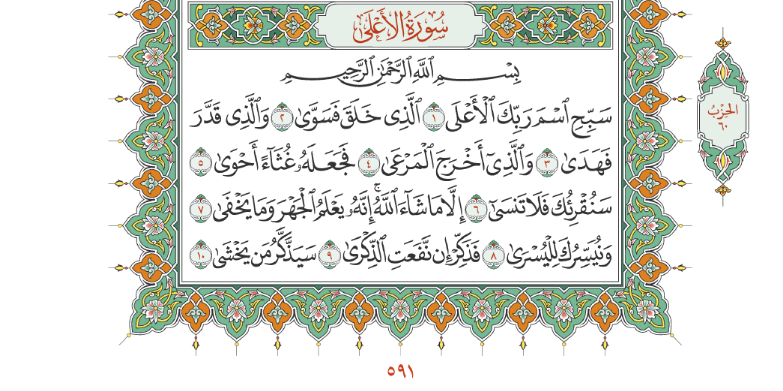 سُورَةُ الأَعْلَى
بِسْمِ ٱللَّهِ ٱلرَّحْمَٰنِ ٱلرَّحِيمِ
سَبِّحِ ٱسْمَ رَبِّكَ ٱلْأَعْلَى ١ ٱلَّذِى خَلَقَ فَسَوَّىٰ ٢ وَٱلَّذِى قَدَّرَ
فَهَدَىٰ ٣ وَٱلَّذِىٓ أَخْرَجَ ٱلْمَرْعَىٰ ٤ فَجَعَلَهُۥ غُثَآءً أَحْوَىٰ ٥
سَنُقْرِئُكَ فَلَا تَنسَىٰٓ ٦ إِلَّا مَا شَآءَ ٱللَّهُۚ إِنَّهُۥ يَعْلَمُ ٱلْجَهْرَ وَمَا يَخْفَىٰ ٧
وَنُيَسِّرُكَ لِلْيُسْرَىٰ ٨ فَذَكِّرْ إِن نَّفَعَتِ ٱلذِّكْرَىٰ ٩ سَيَذَّكَّرُ مَن يَخْشَىٰ ١٠
الحِزْبُ
٦٠
٥٩١